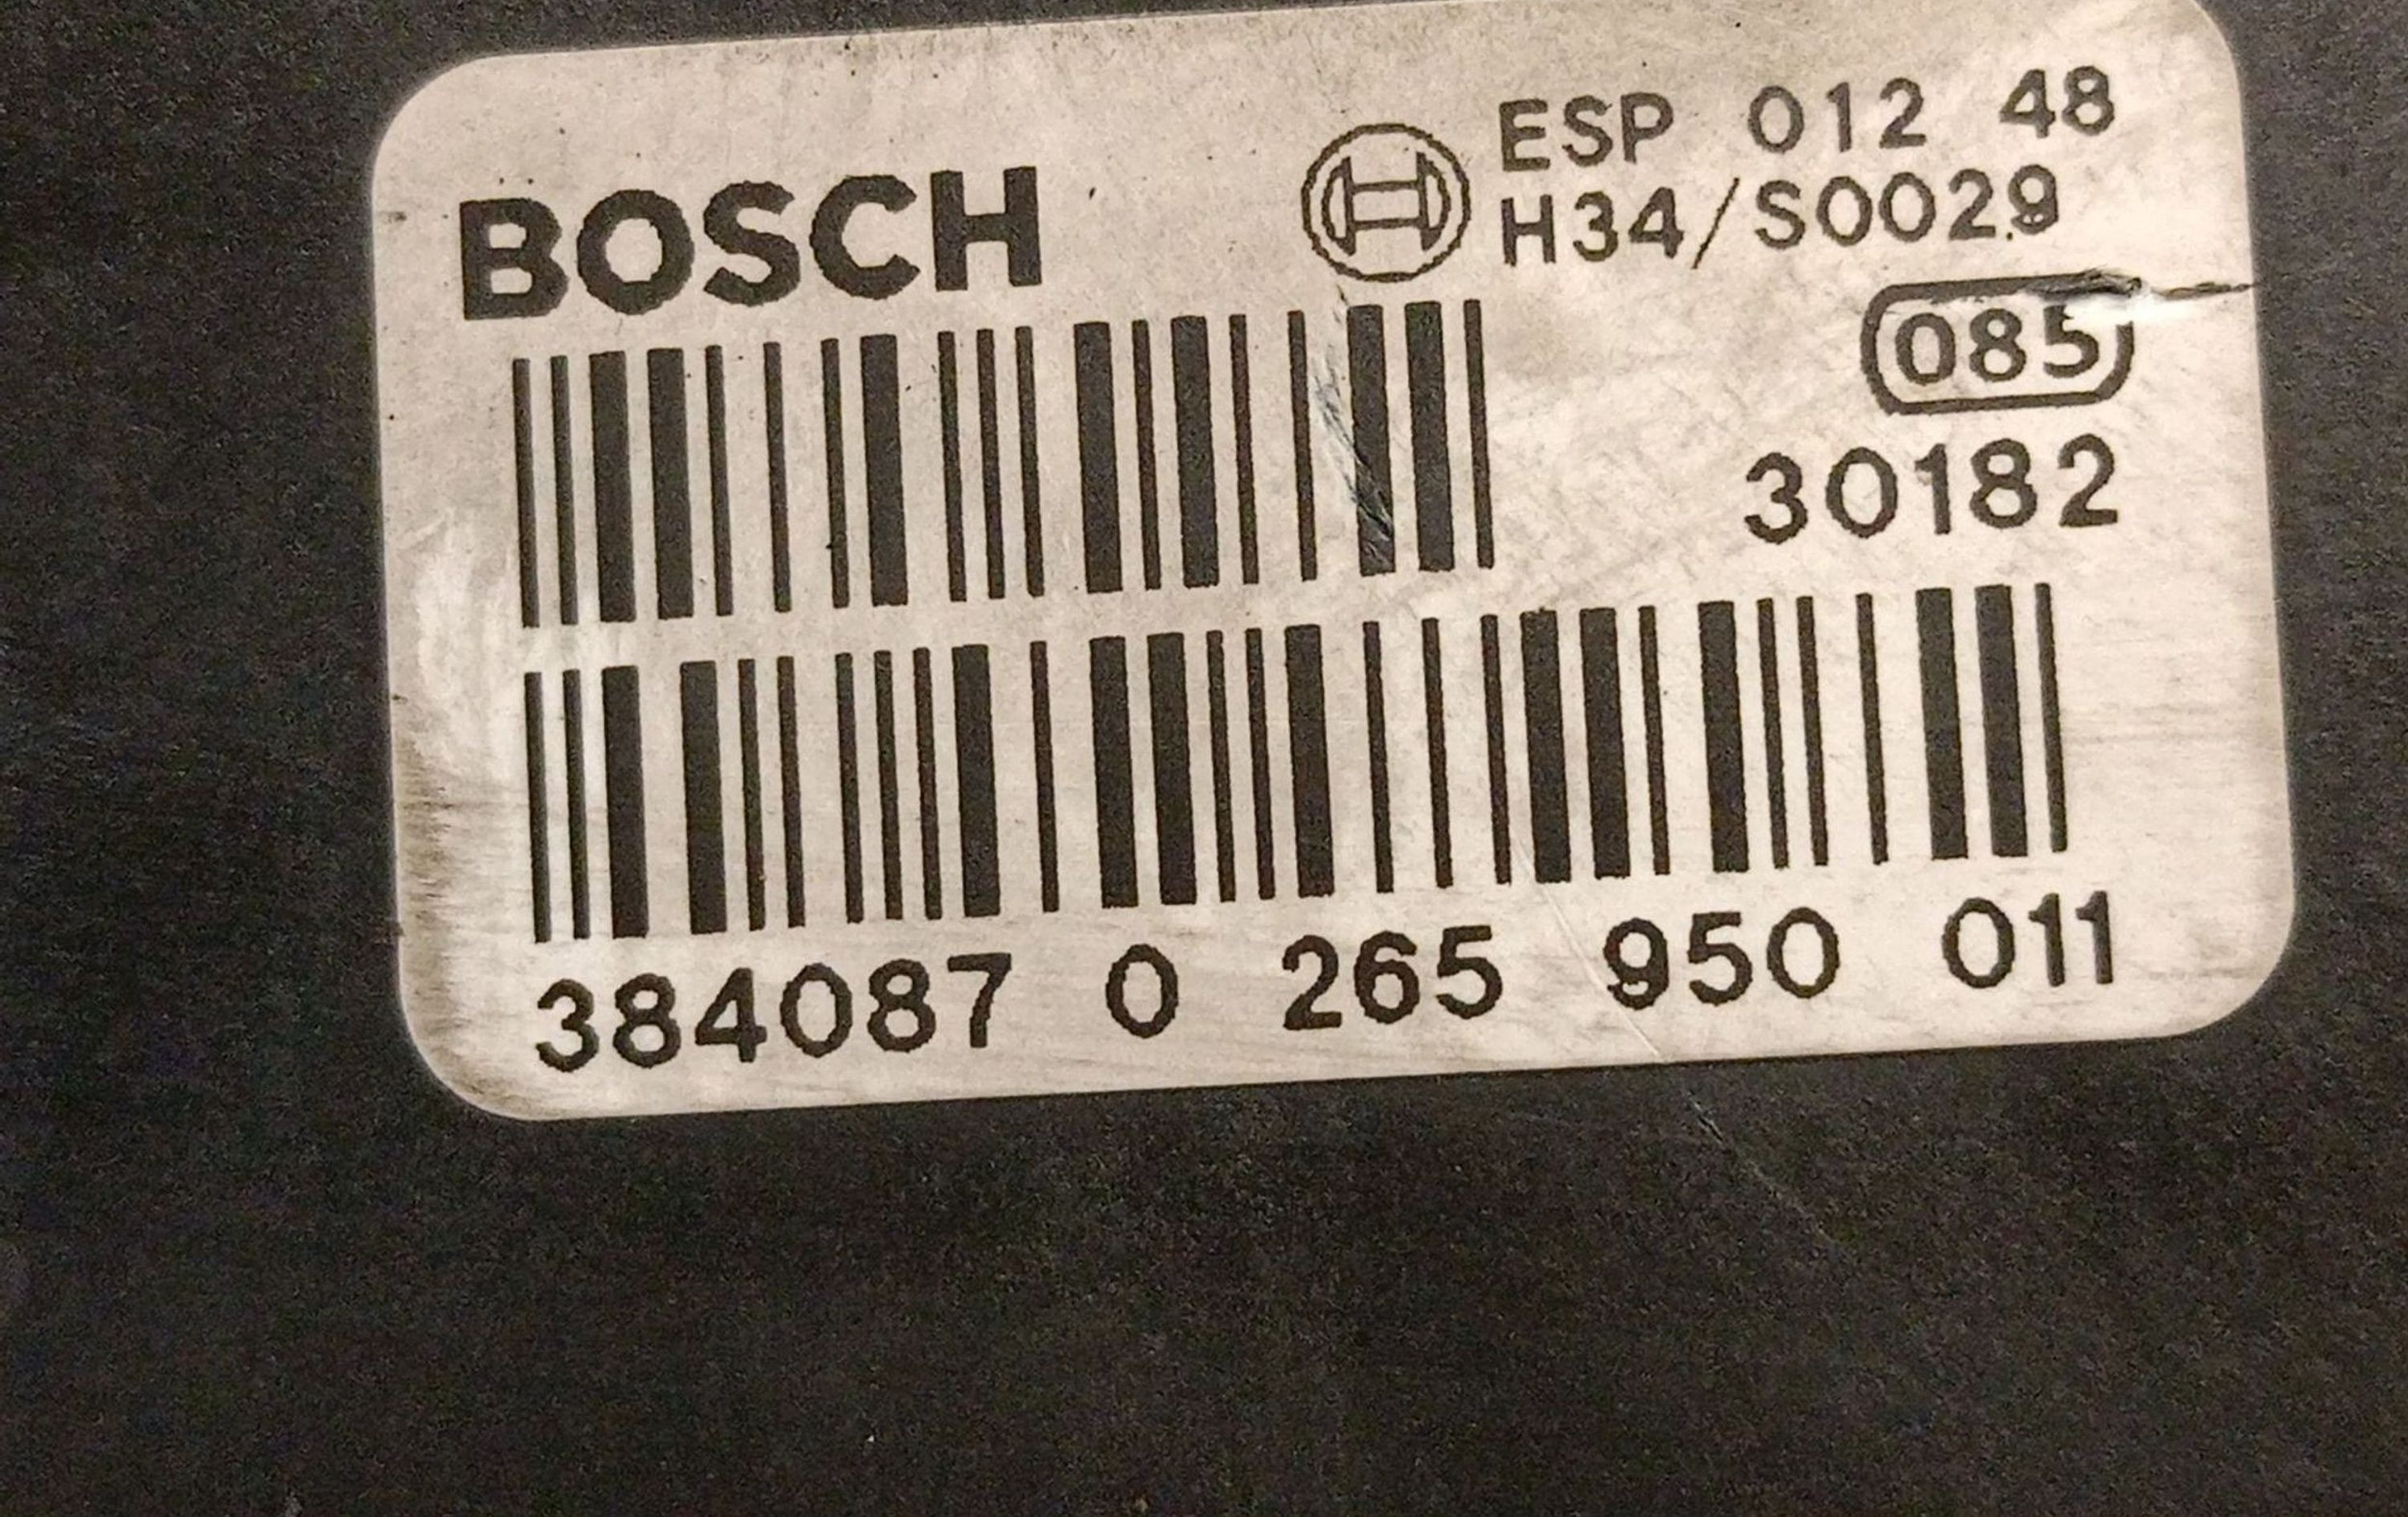 BOSCH
ESP 012 48
H34/S0029
085
30182
384087 0 265 950 011